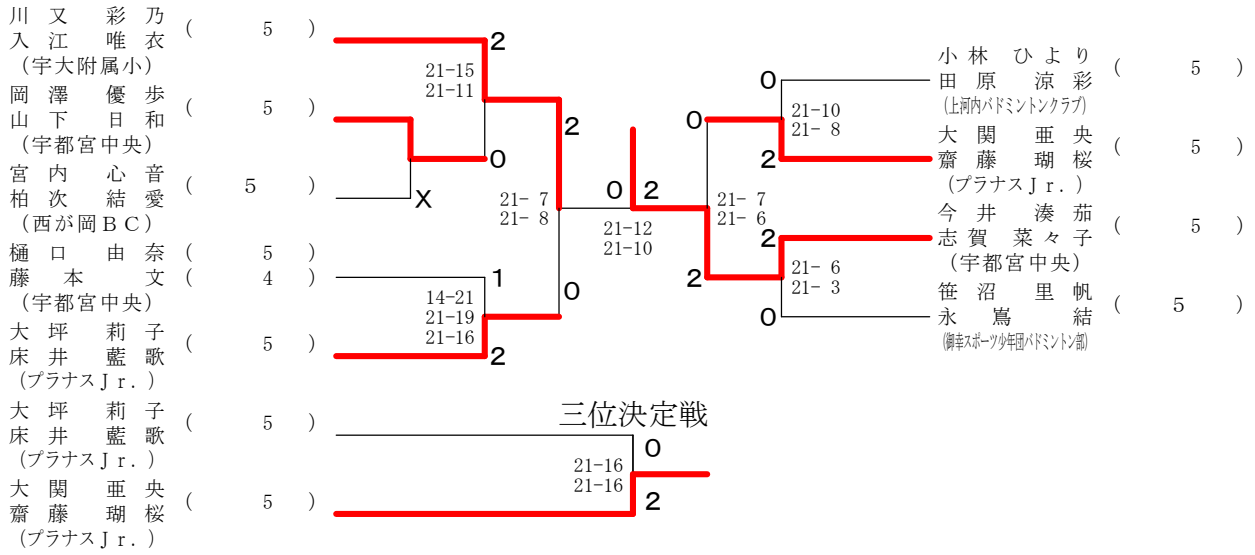 川又 彩乃 ( 5 )
入江 唯衣
(宇大附属小)
岡澤 優歩 ( 5 )
山下 日和
(宇都宮中央)
宮内 心音 ( 5 )
柏次 結愛
(西が岡BC)
樋口 由奈 ( 5 )
藤本 文 ( 4 )
(宇都宮中央)
大坪 莉子 ( 5 )
床井 藍歌
(プラナスJr.)
2
21-15
21-11
0
X
2
21- 7
21- 8
0
1
14-21
21-19
21-16
2
0 2
21-12
21-10
0
21- 7
21- 6
2
0
21-10
21- 8
2
2
21- 6
21- 3
0
小林 ひより ( 5 )
田原 涼彩
(上河内バドミントンクラブ)
大関 亜央 ( 5 )
齋藤 瑚桜
(プラナスJr.)
今井 湊茄 ( 5 )
志賀 菜々子
(宇都宮中央)
笹沼 里帆 ( 5 )
永嶌 結
(御幸スポーツ少年団バドミントン部)
三位決定戦
大坪 莉子 ( 5 )
床井 藍歌
(プラナスJr.)
大関 亜央 ( 5 )
齋藤 瑚桜
(プラナスJr.)
0
21-16
21-16
2